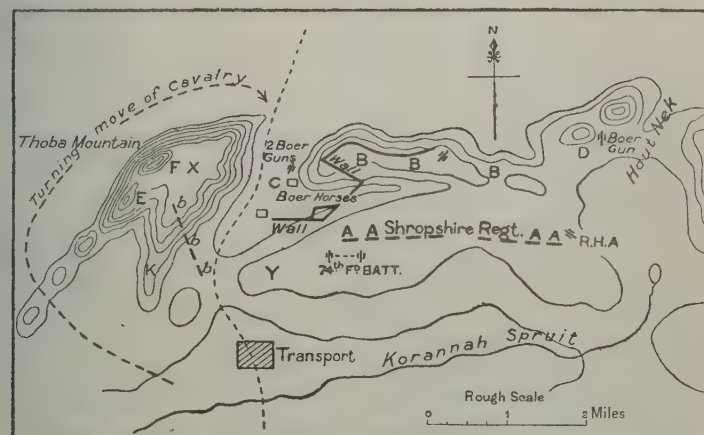 N
Turning move of Cavalry
Thoba Mountain
F X
E
K
b
b
b
2 Boer Guns
C
Wall
B B B
Boer Horses
Wall
D
Boer Gun
Hout Nek
A A Shropshire Regt. A A R.H.A
Y
74th FD BATT.
Transport
Korannah Spruit
Rough Scale
0 1 2 Miles